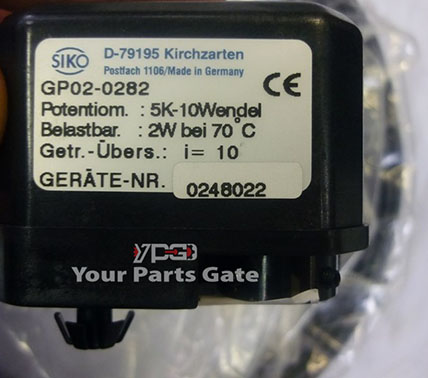 SIKO
D-79195 Kirchzarten
Postfach 1106/Made in Germany
CE
GP02-0282
Potentiom. : 5K-10Wendel
Belastbar. : 2W bei 70°C
Getr.-Übers.: i= 10
GERÄTE-NR. 0248022
YPG
Your Parts Gate